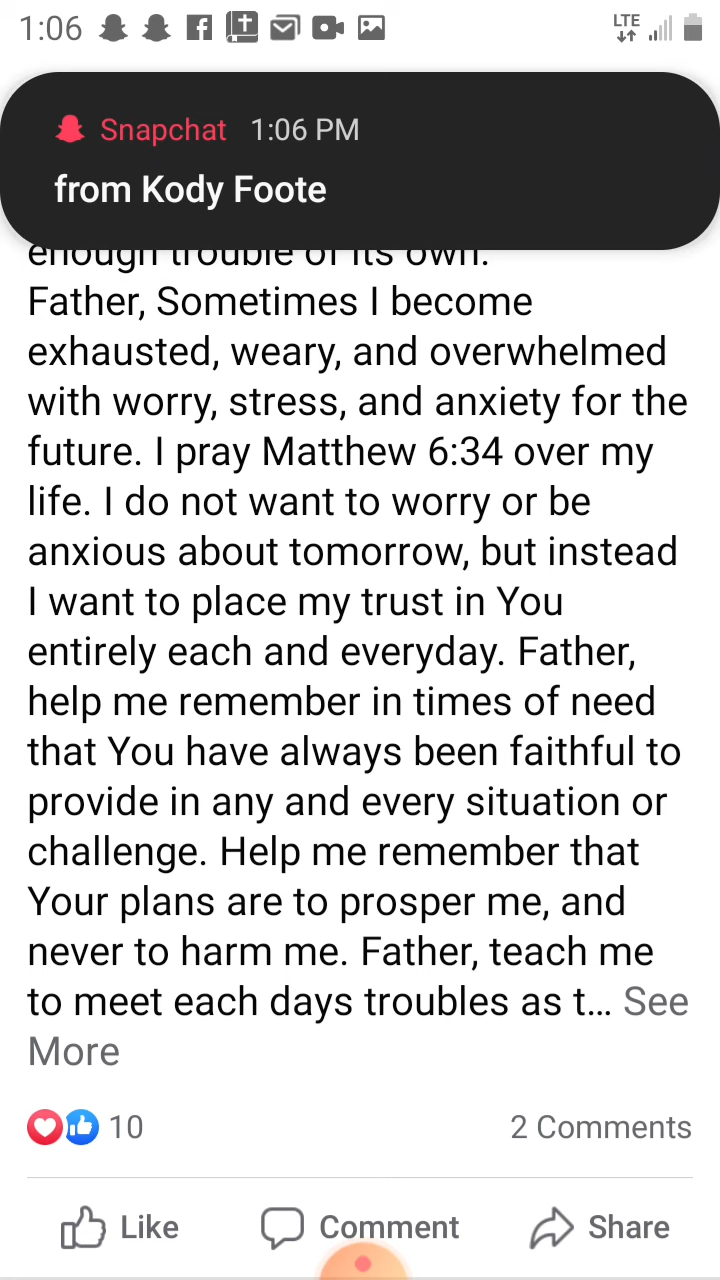 1:06 LTE
Snapchat 1:06 PM
from Kody Foote
enough trouble of its own.
Father, Sometimes I become
exhausted, weary, and overwhelmed
with worry, stress, and anxiety for the
future. I pray Matthew 6:34 over my
life. I do not want to worry or be
anxious about tomorrow, but instead
I want to place my trust in You
entirely each and everyday. Father,
help me remember in times of need
that You have always been faithful to
provide in any and every situation or
challenge. Help me remember that
Your plans are to prosper me, and
never to harm me. Father, teach me
to meet each days troubles as t... See
More
10 2 Comments
Like Comment Share